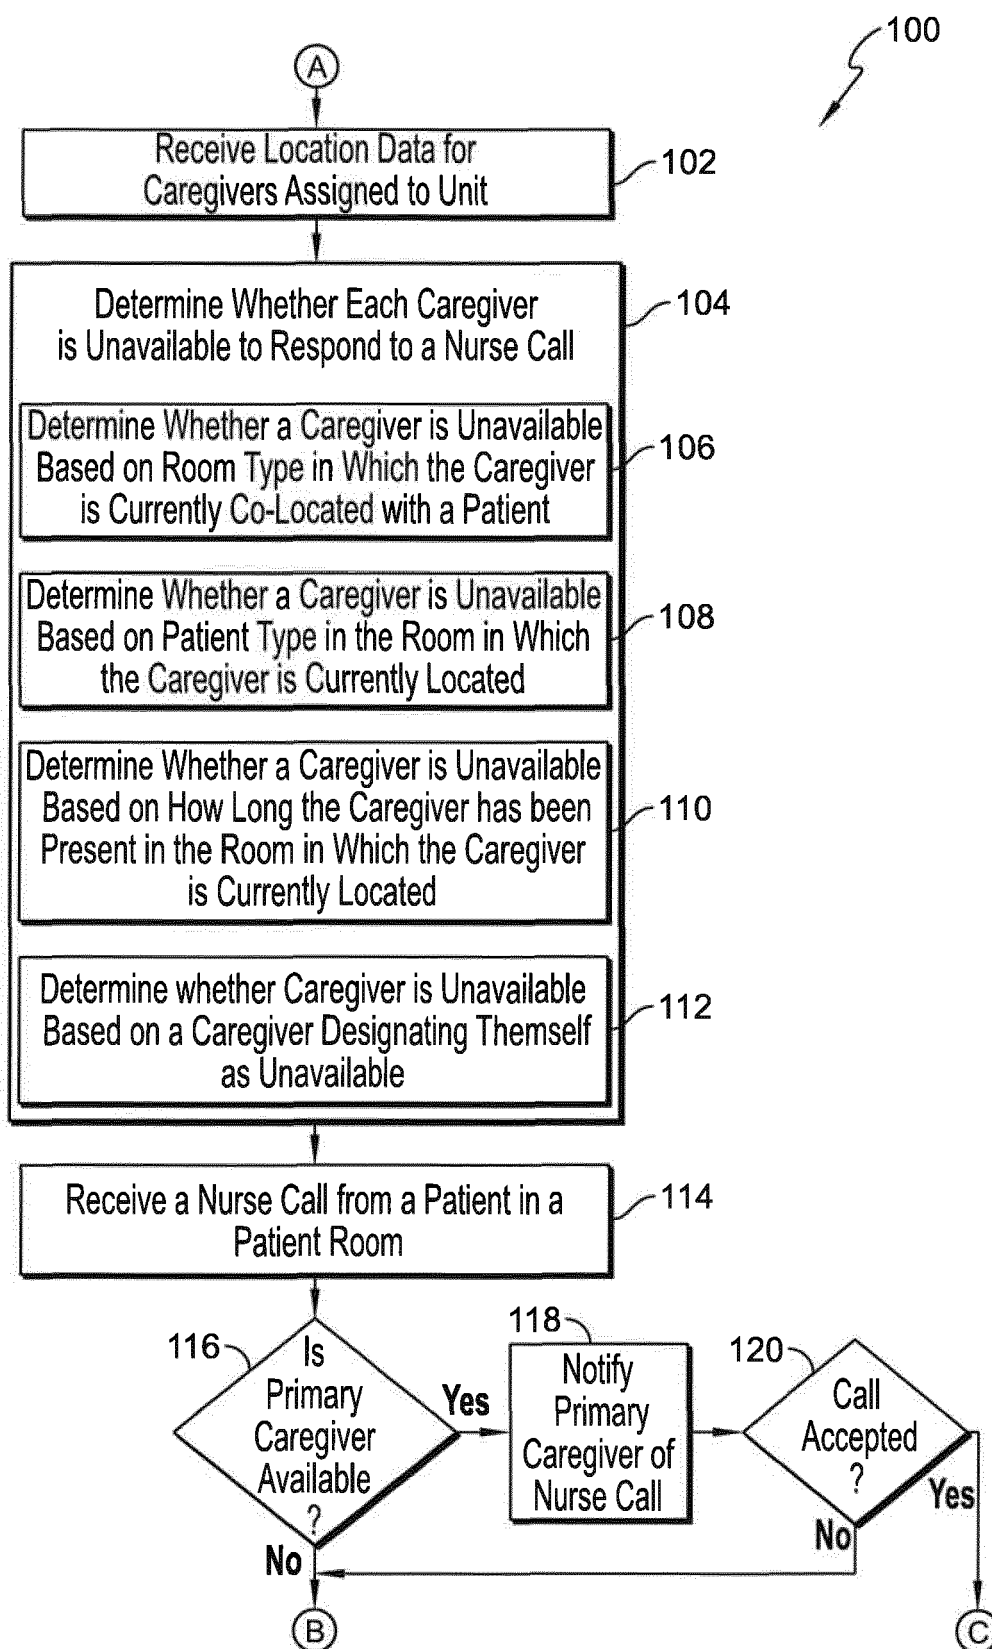 100
A
Receive Location Data for
Caregivers Assigned to Unit
102
Determine Whether Each Caregiver
is Unavailable to Respond to a Nurse Call
104
Determine Whether a Caregiver is Unavailable
Based on Room Type in Which the Caregiver
is Currently Co-Located with a Patient
106
Determine Whether a Caregiver is Unavailable
Based on Patient Type in the Room in Which
the Caregiver is Currently Located
108
Determine Whether a Caregiver is Unavailable
Based on How Long the Caregiver has been
Present in the Room in Which the Caregiver
is Currently Located
110
Determine whether Caregiver is Unavailable
Based on a Caregiver Designating Themself
as Unavailable
112
Receive a Nurse Call from a Patient in a
Patient Room
114
116
Is
Primary
Caregiver
Available
?
Yes
No
118
Notify
Primary
Caregiver of
Nurse Call
120
Call
Accepted
?
Yes
No
B
C